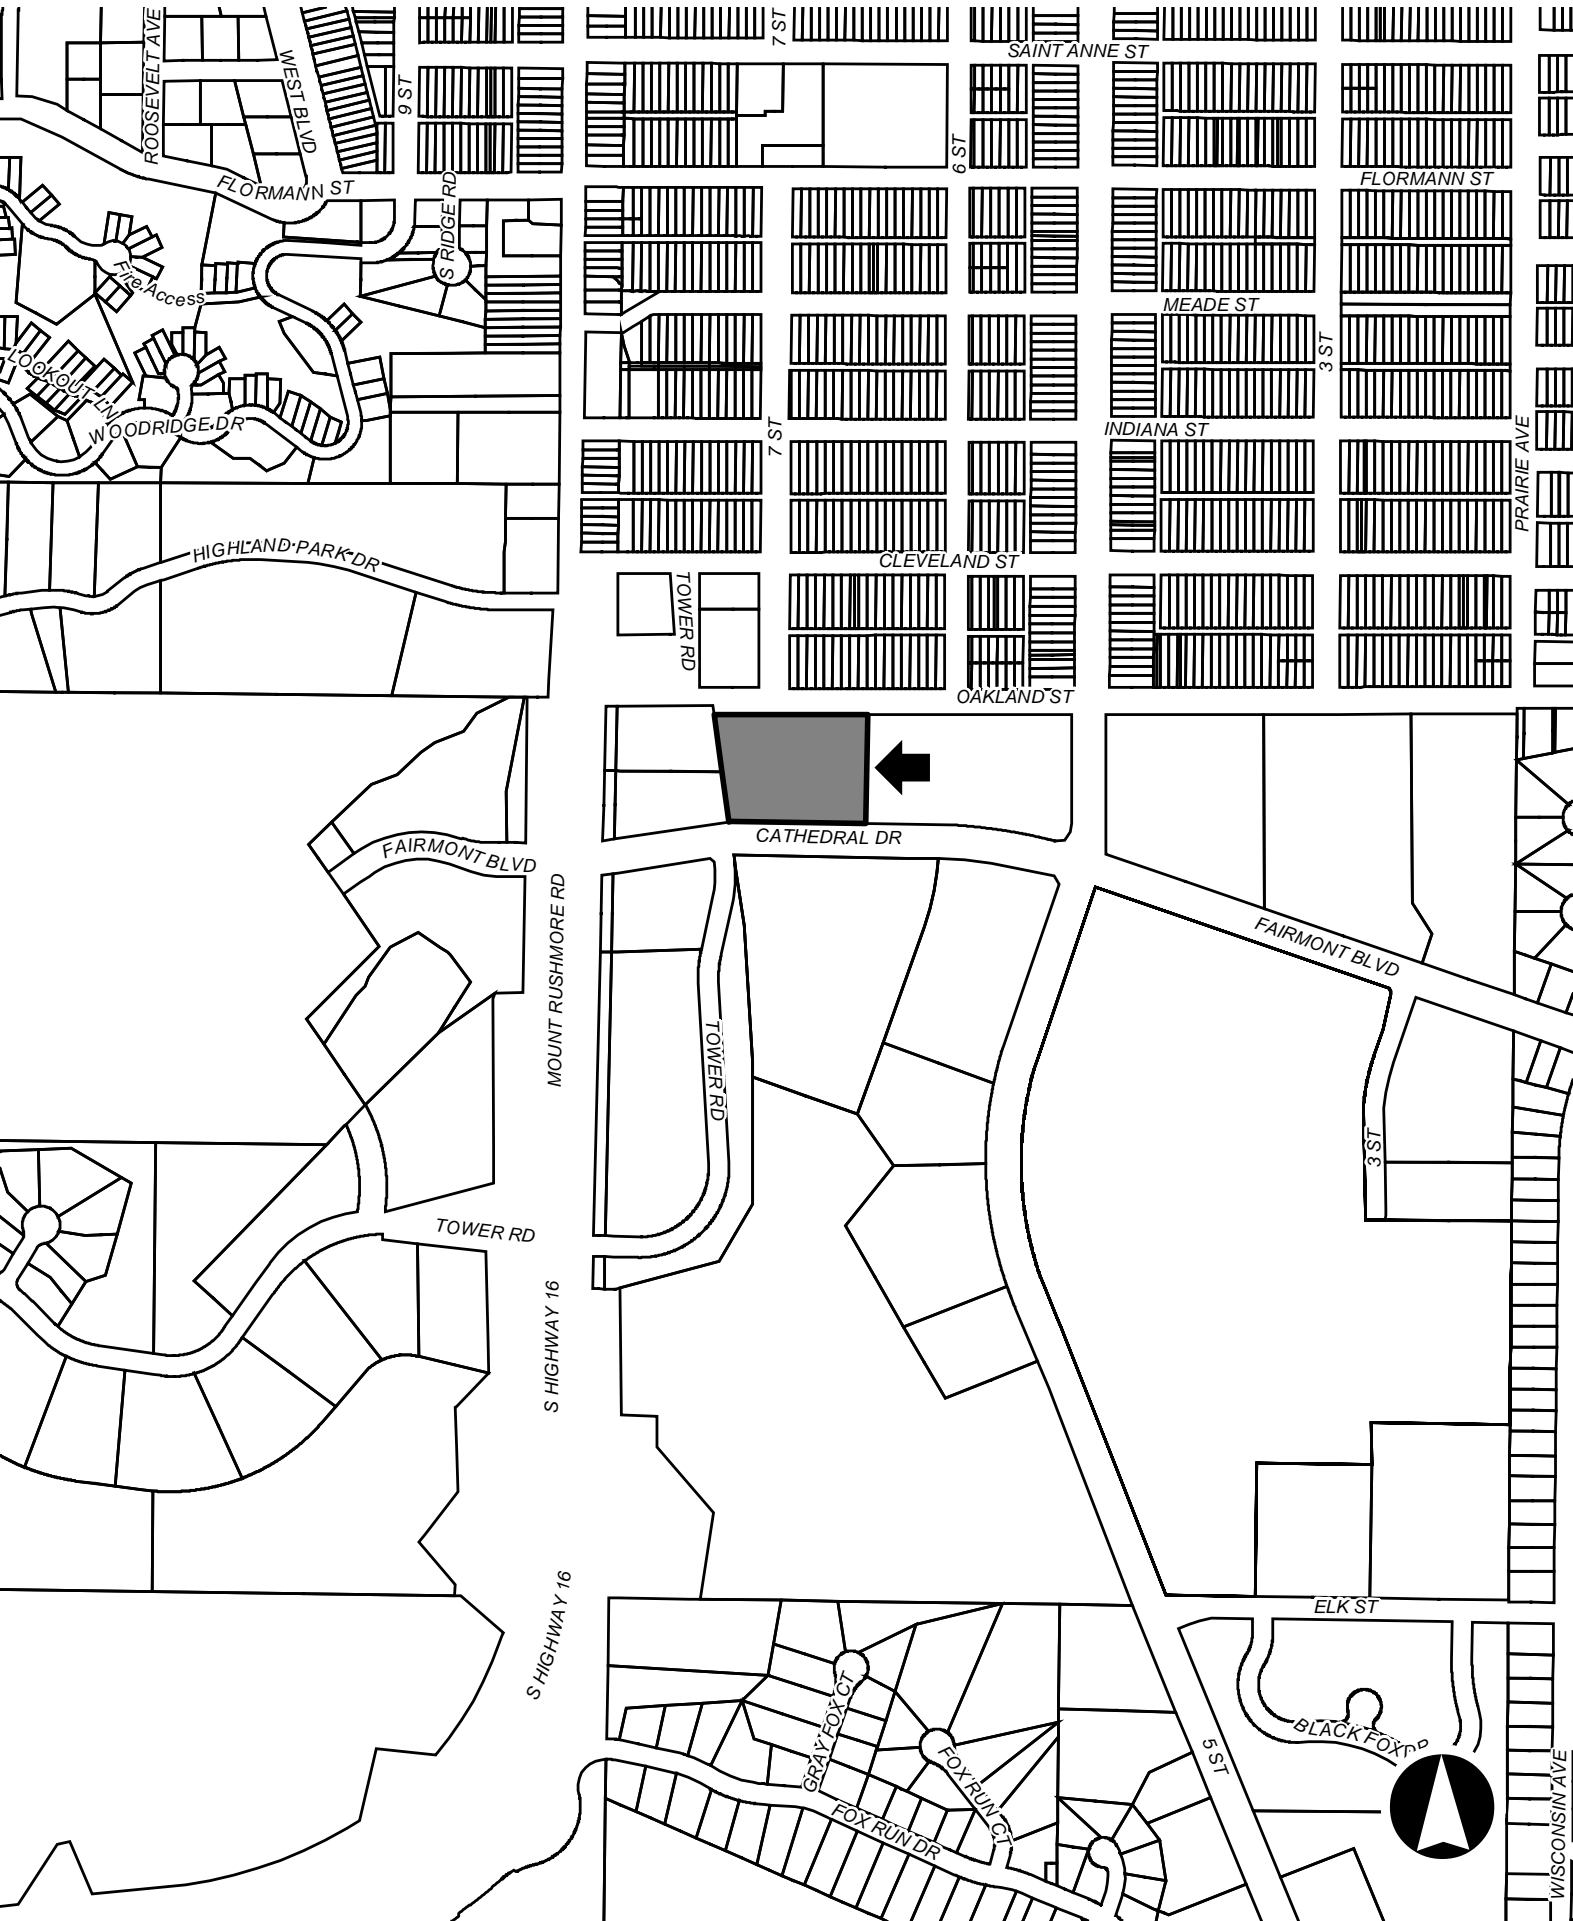 7 ST
SAINT ANNE ST
ROOSEVELT AVE
WEST BLVD
9 ST
6 ST
FLORMANN ST
FLORMANN ST
S RIDGE RD
Fire Access
MEADE ST
3 ST
LOOKOUT LN
WOODRIDGE DR
7 ST
INDIANA ST
PRAIRIE AVE
HIGHLAND PARK DR
CLEVELAND ST
TOWER RD
OAKLAND ST
CATHEDRAL DR
FAIRMONT BLVD
MOUNT RUSHMORE RD
FAIRMONT BLVD
TOWER RD
3 ST
TOWER RD
S HIGHWAY 16
ELK ST
S HIGHWAY 16
GRAY FOX CT
BLACK FOX
5 ST
FOX RUN CT
FOX RUN DR
WISCONSIN AVE